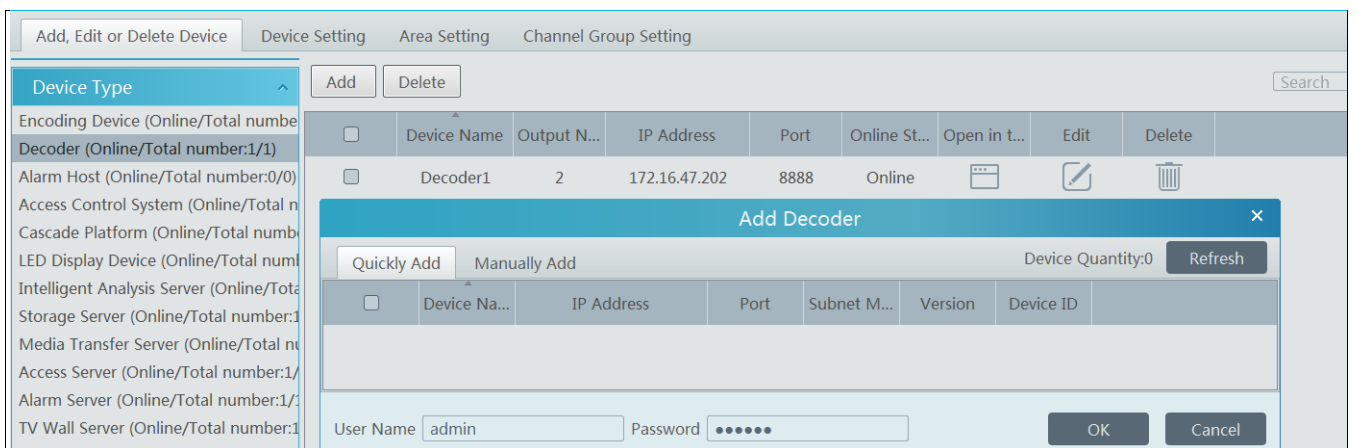 Add, Edit or Delete Device Device Setting Area Setting Channel Group Setting
Device Type
Add Delete Search
Encoding Device (Online/Total numbe
Decoder (Online/Total number:1/1)
Alarm Host (Online/Total number:0/0)
Access Control System (Online/Total n
Cascade Platform (Online/Total numb
LED Display Device (Online/Total num
Intelligent Analysis Server (Online/Tota
Storage Server (Online/Total number:1
Media Transfer Server (Online/Total nu
Access Server (Online/Total number:1/
Alarm Server (Online/Total number:1/1
TV Wall Server (Online/Total number:1
Device Name Output N... IP Address Port Online St... Open in t... Edit Delete
Decoder1 2 172.16.47.202 8888 Online
Add Decoder
Quickly Add Manually Add Device Quantity:0 Refresh
Device Na... IP Address Port Subnet M... Version Device ID
User Name admin Password ●●●●●● OK Cancel